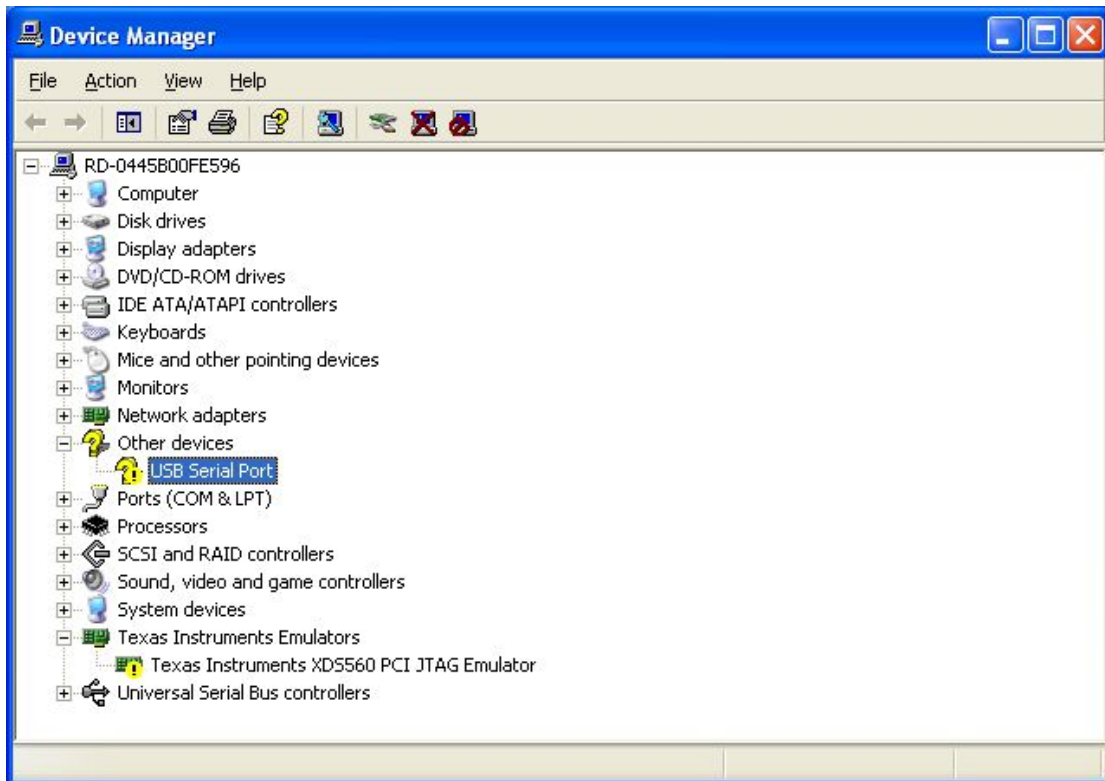 Device Manager
File Action View Help
RD-0445B00FE596
Computer
Disk drives
Display adapters
DVD/CD-ROM drives
IDE ATA/ATAPI controllers
Keyboards
Mice and other pointing devices
Monitors
Network adapters
Other devices
USB Serial Port
Ports (COM & LPT)
Processors
SCSI and RAID controllers
Sound, video and game controllers
System devices
Texas Instruments Emulators
Texas Instruments XDS560 PCI JTAG Emulator
Universal Serial Bus controllers